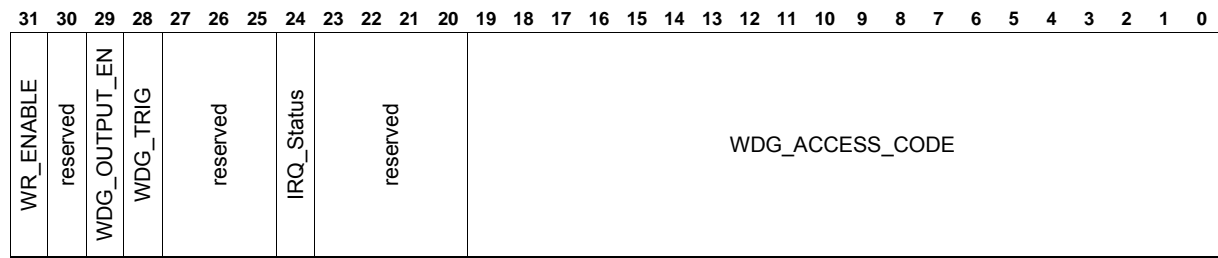 31 30 29 28 27 26 25 24 23 22 21 20 19 18 17 16 15 14 13 12 11 10 9 8 7 6 5 4 3 2 1 0
WR_ENABLE
reserved
WDG_OUTPUT_EN
WDG_TRIG
reserved
IRQ_Status
reserved
WDG_ACCESS_CODE